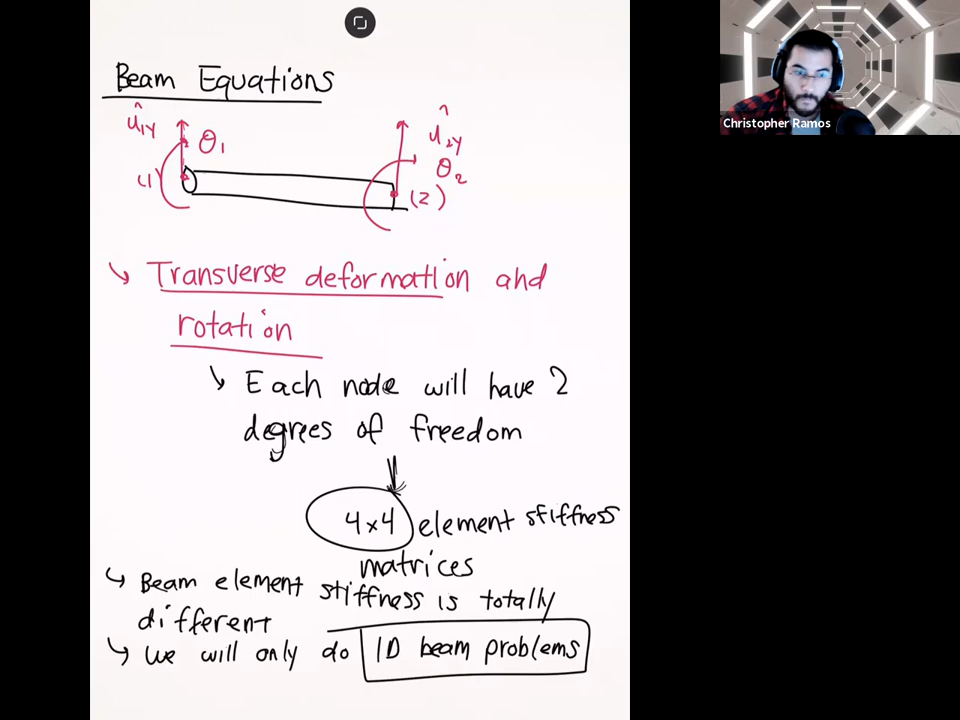 Beam Equations
û1y
θ1
û2y
θ2
(1)
(2)
Transverse deformation and
rotation
Each node will have 2
degrees of freedom
4x4 element stiffness
matrices
Beam element stiffness is totally
different
We will only do 1D beam problems
Christopher Ramos